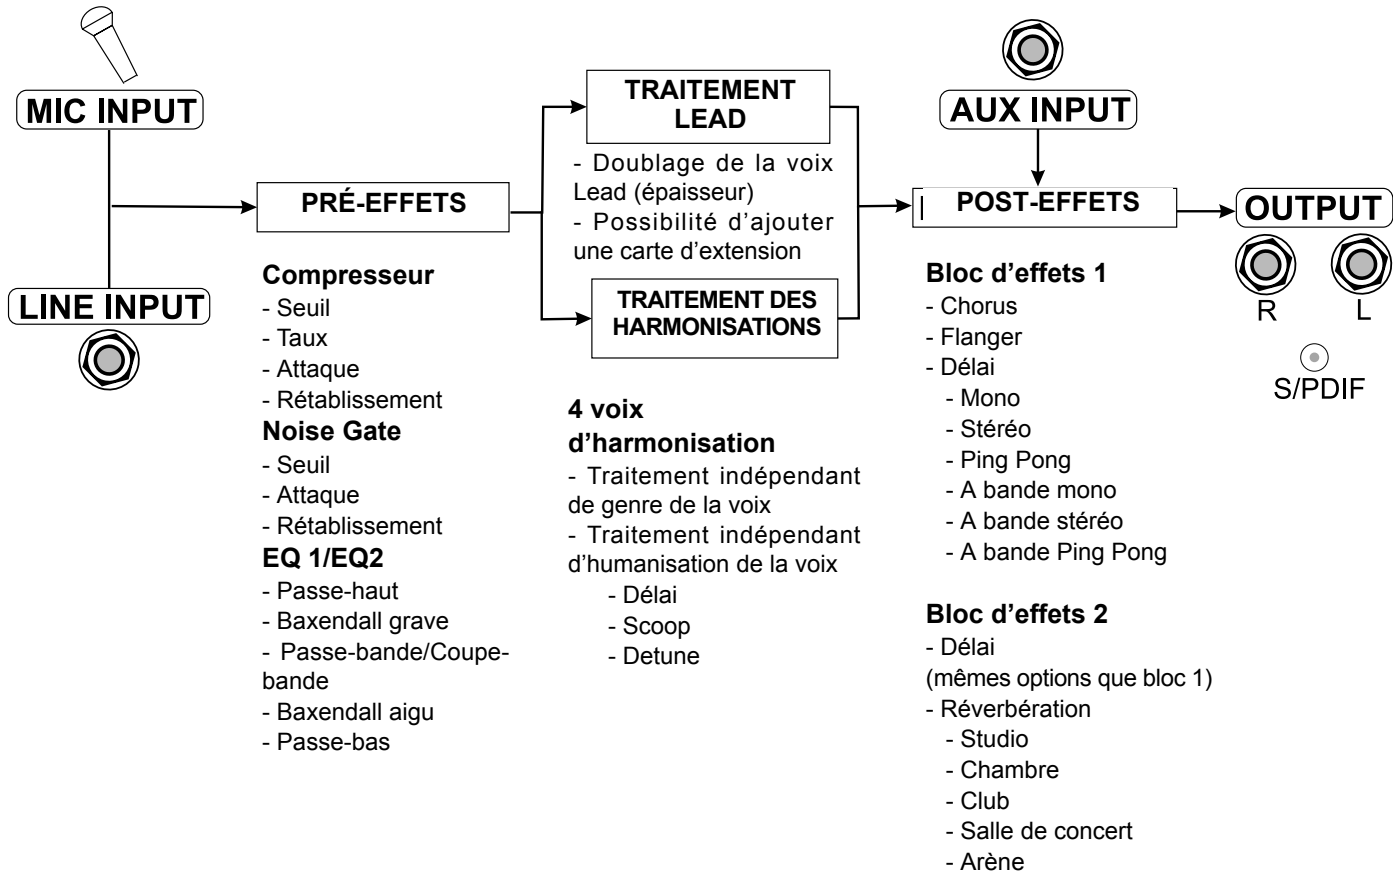 MIC INPUT
LINE INPUT
PRÉ-EFFETS
Compresseur
- Seuil
- Taux
- Attaque
- Rétablissement
Noise Gate
- Seuil
- Attaque
- Rétablissement
EQ 1/EQ2
- Passe-haut
- Baxendall grave
- Passe-bande/Coupe-
bande
- Baxendall aigu
- Passe-bas
TRAITEMENT
LEAD
- Doublage de la voix
Lead (épaisseur)
- Possibilité d'ajouter
une carte d'extension
TRAITEMENT DES
HARMONISATIONS
4 voix
d'harmonisation
- Traitement indépendant
de genre de la voix
- Traitement indépendant
d'humanisation de la voix
- Délai
- Scoop
- Detune
AUX INPUT
POST-EFFETS
Bloc d'effets 1
- Chorus
- Flanger
- Délai
- Mono
- Stéréo
- Ping Pong
- A bande mono
- A bande stéréo
- A bande Ping Pong
Bloc d'effets 2
- Délai
(mêmes options que bloc 1)
- Réverbération
- Studio
- Chambre
- Club
- Salle de concert
- Arène
OUTPUT
R L
S/PDIF